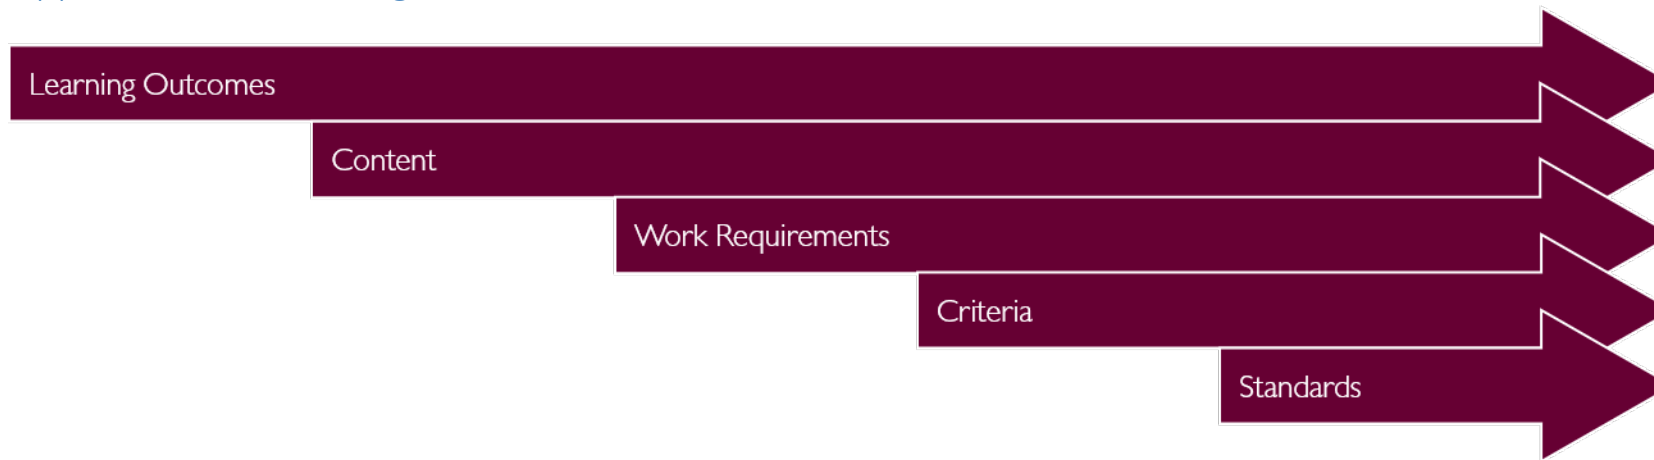 Learning Outcomes
Content
Work Requirements
Criteria
Standards